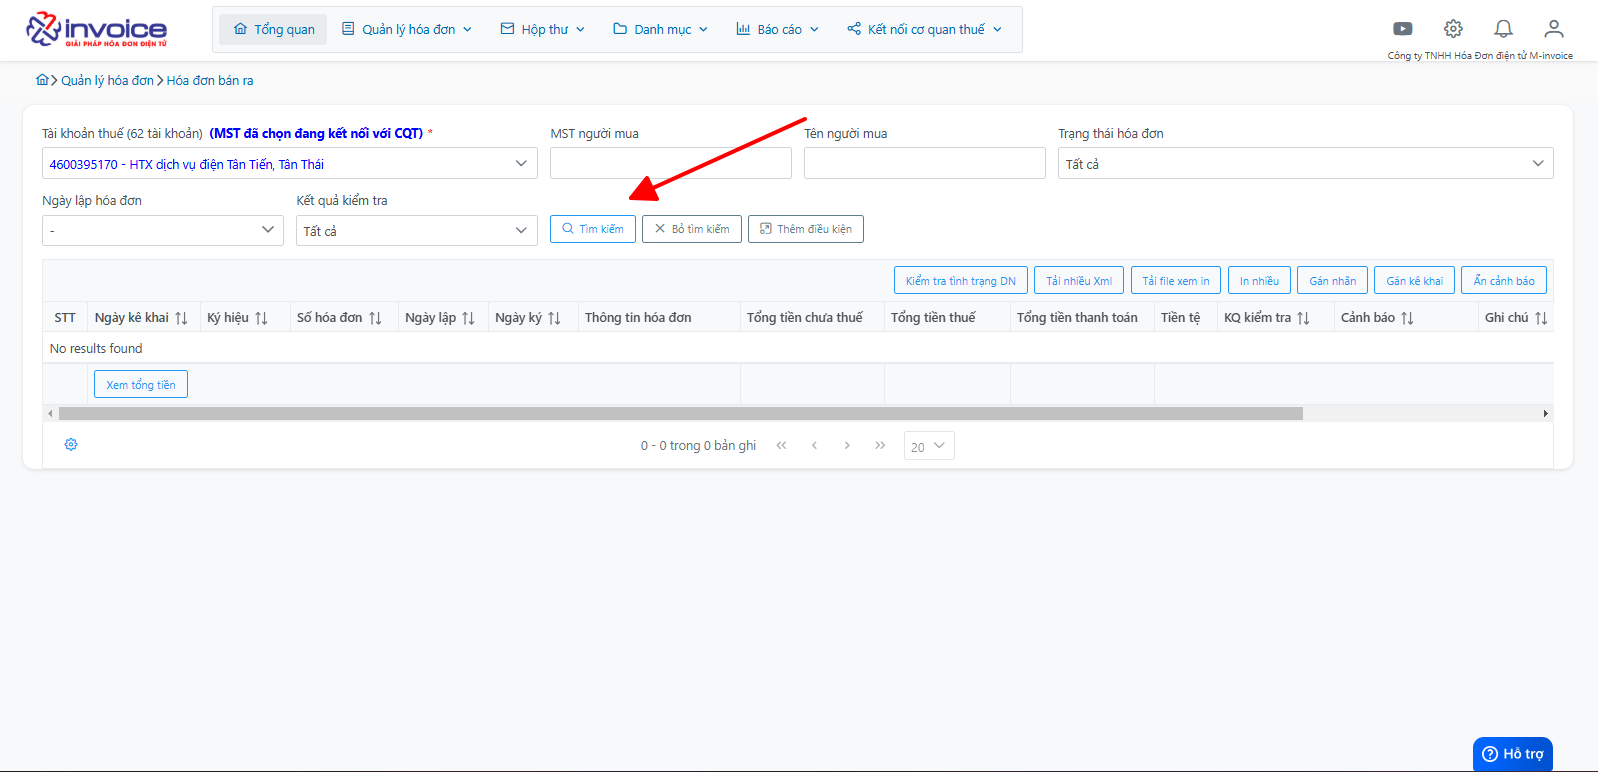 invoice
GIẢI PHÁP HÓA ĐƠN ĐIỆN TỬ
Tổng quan Quản lý hóa đơn Hộp thư Danh mục Báo cáo Kết nối cơ quan thuế
Công ty TNHH Hóa Đơn điện tử M-invoice
Quản lý hóa đơn Hóa đơn bán ra
Tài khoản thuế (62 tài khoản) (MST đã chọn đang kết nối với CQT) * MST người mua Tên người mua Trạng thái hóa đơn
4600395170 - HTX dịch vụ điện Tân Tiến, Tân Thái Tất cả
Ngày lập hóa đơn Kết quả kiểm tra
- Tất cả Tìm kiếm Bỏ tìm kiếm Thêm điều kiện
Kiểm tra tình trạng DN Tải nhiều Xml Tải file xem in In nhiều Gán nhãn Gán kê khai Ẩn cảnh báo
STT Ngày kê khai Ký hiệu Số hóa đơn Ngày lập Ngày ký Thông tin hóa đơn Tổng tiền chưa thuế Tổng tiền thuế Tổng tiền thanh toán Tiền tệ KQ kiểm tra Cảnh báo Ghi chú
No results found
Xem tổng tiền
0 - 0 trong 0 bản ghi 20
Hỗ trợ